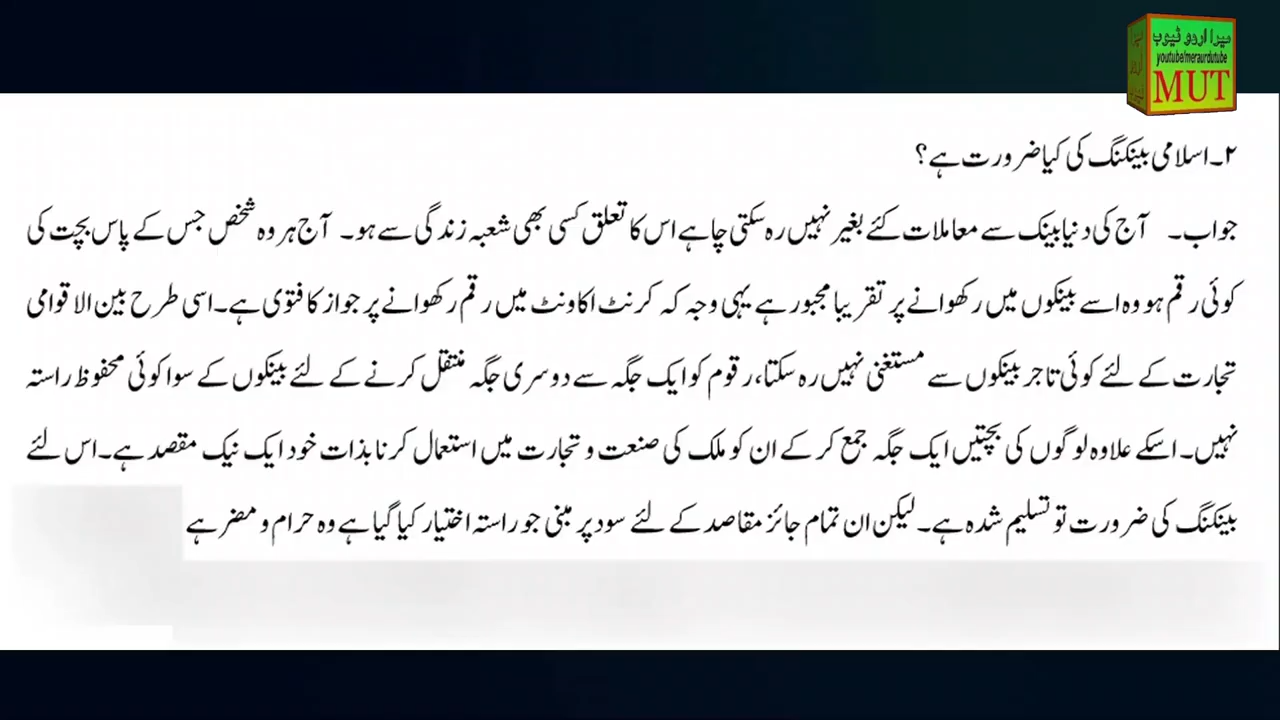 میرا اردو ٹیوب
youtube/meraurdutube
MUT
۲۔اسلامی بینکنگ کی کیا ضرورت ہے؟
جواب۔ آج کی دنیا بینک سے معاملات کئے بغیر نہیں رہ سکتی چاہے اس کا تعلق کسی بھی شعبہ زندگی سے ہو۔ آج ہر وہ شخص جس کے پاس بچت کی
کوئی رقم ہو وہ اسے بینکوں میں رکھوانے پر تقریبا مجبور ہے یہی وجہ کہ کرنٹ اکاونٹ میں رقم رکھوانے پر جواز کا فتوی ہے۔اسی طرح بین الاقوامی
تجارت کے لئے کوئی تاجر بینکوں سے مستغنی نہیں رہ سکتا، رقوم کو ایک جگہ سے دوسری جگہ منتقل کرنے کے لئے بینکوں کے سوا کوئی محفوظ راستہ
نہیں۔اسکے علاوہ لوگوں کی بچتیں ایک جگہ جمع کر کے ان کو ملک کی صنعت و تجارت میں استعمال کرنا بذات خود ایک نیک مقصد ہے۔اس لئے
بینکنگ کی ضرورت تو تسلیم شدہ ہے۔لیکن ان تمام جائز مقاصد کے لئے سود پر مبنی جو راستہ اختیار کیا گیا ہے وہ حرام و مضر ہے